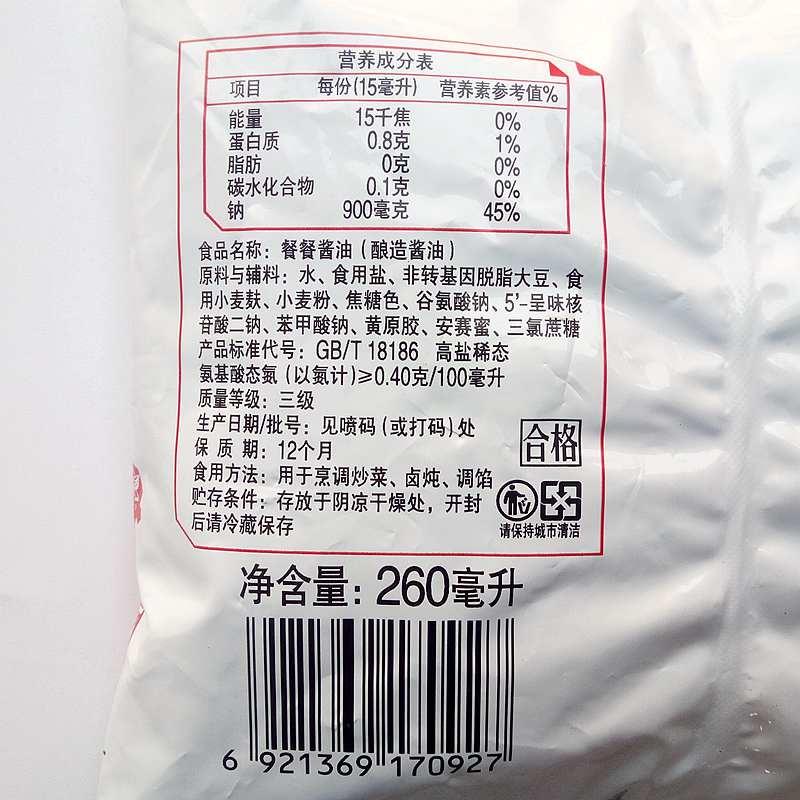 营养成分表
项目 每份(15毫升) 营养素参考值%
能量 15千焦 0%
蛋白质 0.8克 1%
脂肪 0克 0%
碳水化合物 0.1克 0%
钠 900毫克 45%
食品名称：餐餐酱油（酿造酱油）
原料与辅料：水、食用盐、非转基因脱脂大豆、食
用小麦麸、小麦粉、焦糖色、谷氨酸钠、5'-呈味核
苷酸二钠、苯甲酸钠、黄原胶、安赛蜜、三氯蔗糖
产品标准代号：GB/T 18186 高盐稀态
氨基酸态氮（以氮计）≥0.40克/100毫升
质量等级：三级
生产日期/批号：见喷码（或打码）处
保 质 期：12个月
合格
食用方法：用于烹调炒菜、卤炖、调馅
贮存条件：存放于阴凉干燥处，开封
后请冷藏保存
请保持城市清洁
净含量：260毫升
6 921369 170927